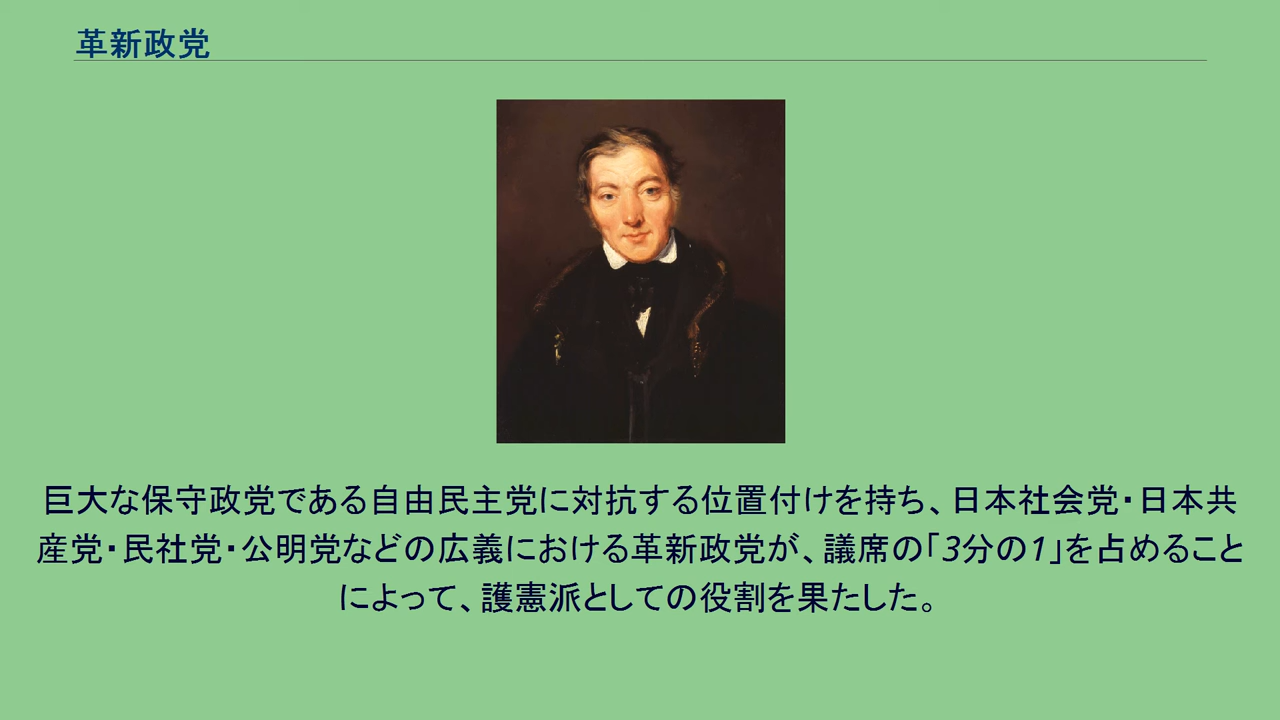 革新政党
巨大な保守政党である自由民主党に対抗する位置付けを持ち、日本社会党・日本共
産党・民社党・公明党などの広義における革新政党が、議席の「3分の1」を占めること
によって、護憲派としての役割を果たした。